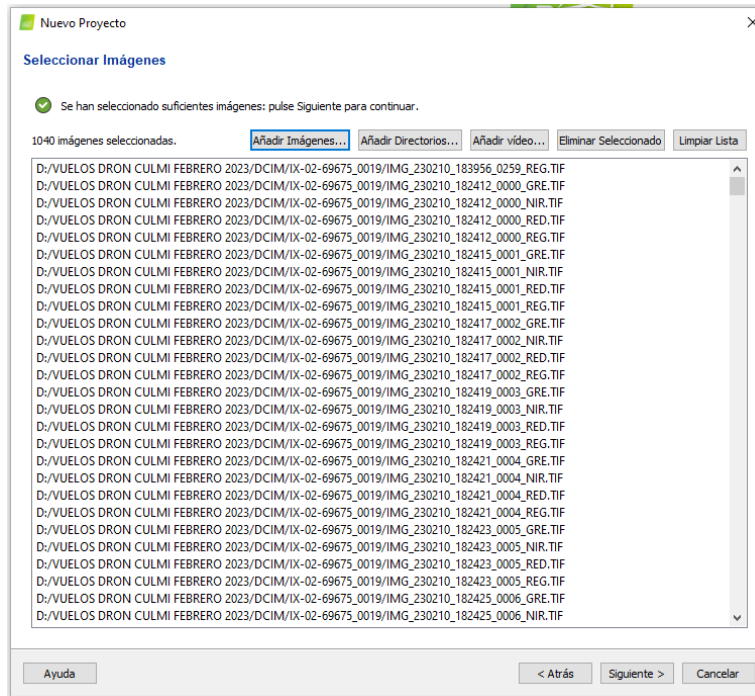 Nuevo Proyecto
Seleccionar Imágenes
Se han seleccionado suficientes imágenes: pulse Siguiente para continuar.
1040 imágenes seleccionadas. Añadir Imágenes... Añadir Directorios... Añadir vídeo... Eliminar Seleccionado Limpiar Lista
D:/VUELOS DRON CULMI FEBRERO 2023/DCIM/IX-02-69675_0019/IMG_230210_183956_0259_REG.TIF
D:/VUELOS DRON CULMI FEBRERO 2023/DCIM/IX-02-69675_0019/IMG_230210_182412_0000_GRE.TIF
D:/VUELOS DRON CULMI FEBRERO 2023/DCIM/IX-02-69675_0019/IMG_230210_182412_0000_NIR.TIF
D:/VUELOS DRON CULMI FEBRERO 2023/DCIM/IX-02-69675_0019/IMG_230210_182412_0000_RED.TIF
D:/VUELOS DRON CULMI FEBRERO 2023/DCIM/IX-02-69675_0019/IMG_230210_182412_0000_REG.TIF
D:/VUELOS DRON CULMI FEBRERO 2023/DCIM/IX-02-69675_0019/IMG_230210_182415_0001_GRE.TIF
D:/VUELOS DRON CULMI FEBRERO 2023/DCIM/IX-02-69675_0019/IMG_230210_182415_0001_NIR.TIF
D:/VUELOS DRON CULMI FEBRERO 2023/DCIM/IX-02-69675_0019/IMG_230210_182415_0001_RED.TIF
D:/VUELOS DRON CULMI FEBRERO 2023/DCIM/IX-02-69675_0019/IMG_230210_182415_0001_REG.TIF
D:/VUELOS DRON CULMI FEBRERO 2023/DCIM/IX-02-69675_0019/IMG_230210_182417_0002_GRE.TIF
D:/VUELOS DRON CULMI FEBRERO 2023/DCIM/IX-02-69675_0019/IMG_230210_182417_0002_NIR.TIF
D:/VUELOS DRON CULMI FEBRERO 2023/DCIM/IX-02-69675_0019/IMG_230210_182417_0002_RED.TIF
D:/VUELOS DRON CULMI FEBRERO 2023/DCIM/IX-02-69675_0019/IMG_230210_182417_0002_REG.TIF
D:/VUELOS DRON CULMI FEBRERO 2023/DCIM/IX-02-69675_0019/IMG_230210_182419_0003_GRE.TIF
D:/VUELOS DRON CULMI FEBRERO 2023/DCIM/IX-02-69675_0019/IMG_230210_182419_0003_NIR.TIF
D:/VUELOS DRON CULMI FEBRERO 2023/DCIM/IX-02-69675_0019/IMG_230210_182419_0003_RED.TIF
D:/VUELOS DRON CULMI FEBRERO 2023/DCIM/IX-02-69675_0019/IMG_230210_182419_0003_REG.TIF
D:/VUELOS DRON CULMI FEBRERO 2023/DCIM/IX-02-69675_0019/IMG_230210_182421_0004_GRE.TIF
D:/VUELOS DRON CULMI FEBRERO 2023/DCIM/IX-02-69675_0019/IMG_230210_182421_0004_NIR.TIF
D:/VUELOS DRON CULMI FEBRERO 2023/DCIM/IX-02-69675_0019/IMG_230210_182421_0004_RED.TIF
D:/VUELOS DRON CULMI FEBRERO 2023/DCIM/IX-02-69675_0019/IMG_230210_182421_0004_REG.TIF
D:/VUELOS DRON CULMI FEBRERO 2023/DCIM/IX-02-69675_0019/IMG_230210_182423_0005_GRE.TIF
D:/VUELOS DRON CULMI FEBRERO 2023/DCIM/IX-02-69675_0019/IMG_230210_182423_0005_NIR.TIF
D:/VUELOS DRON CULMI FEBRERO 2023/DCIM/IX-02-69675_0019/IMG_230210_182423_0005_RED.TIF
D:/VUELOS DRON CULMI FEBRERO 2023/DCIM/IX-02-69675_0019/IMG_230210_182423_0005_REG.TIF
D:/VUELOS DRON CULMI FEBRERO 2023/DCIM/IX-02-69675_0019/IMG_230210_182425_0006_GRE.TIF
D:/VUELOS DRON CULMI FEBRERO 2023/DCIM/IX-02-69675_0019/IMG_230210_182425_0006_NIR.TIF
Ayuda < Atrás Siguiente > Cancelar